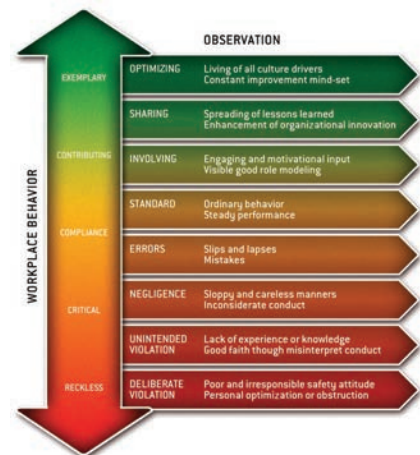 OBSERVATION
WORKPLACE BEHAVIOR
EXEMPLARY
CONTRIBUTING
COMPLIANCE
CRITICAL
RECKLESS
OPTIMIZING
Living of all culture drivers
Constant improvement mind-set
SHARING
Spreading of lessons learned
Enhancement of organizational innovation
INVOLVING
Engaging and motivational input
Visible good role modeling
STANDARD
Ordinary behavior
Steady performance
ERRORS
Slips and lapses
Mistakes
NEGLIGENCE
Sloppy and careless manners
Inconsiderate conduct
UNINTENDED
VIOLATION
Lack of experience or knowledge
Good faith though misinterpret conduct
DELIBERATE
VIOLATION
Poor and irresponsible safety attitude
Personal optimization or obstruction